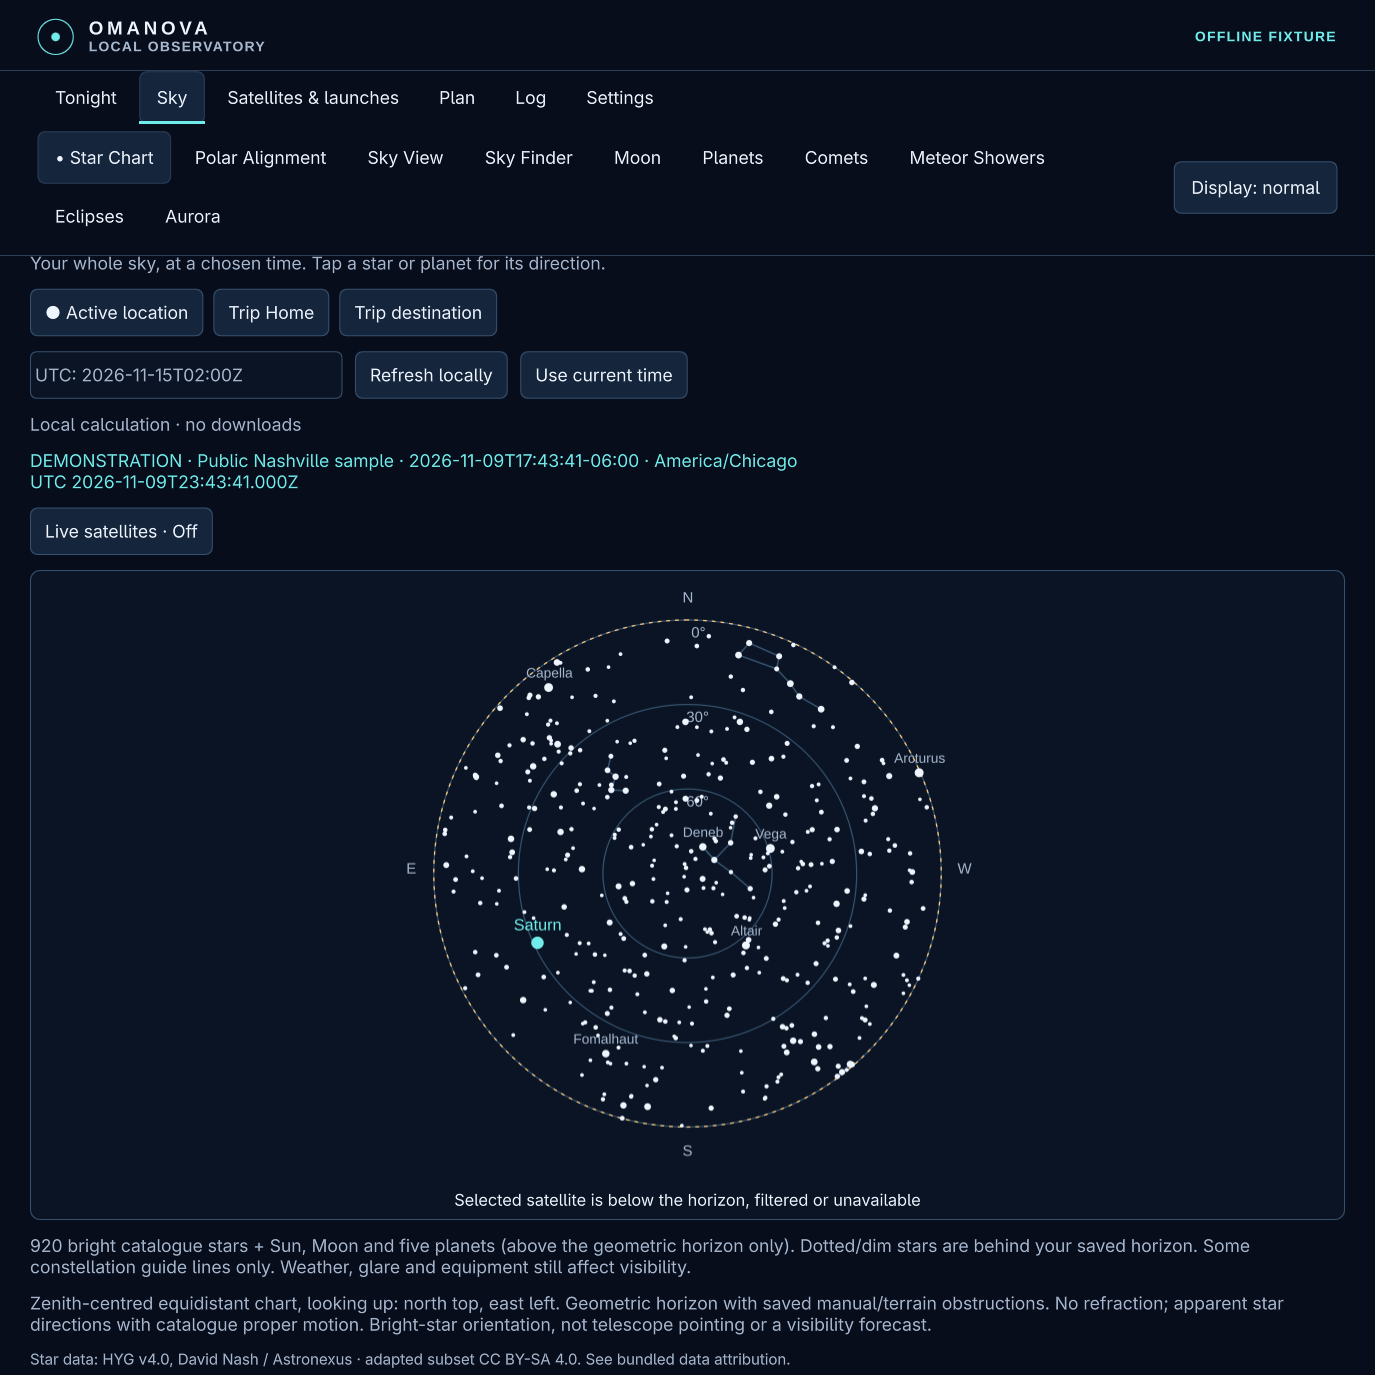 OMANOVA
LOCAL OBSERVATORY
OFFLINE FIXTURE
Tonight
Sky
Satellites & launches
Plan
Log
Settings
• Star Chart
Polar Alignment
Sky View
Sky Finder
Moon
Planets
Comets
Meteor Showers
Display: normal
Eclipses
Aurora
Your whole sky, at a chosen time. Tap a star or planet for its direction.
Active location
Trip Home
Trip destination
UTC: 2026-11-15T02:00Z
Refresh locally
Use current time
Local calculation · no downloads
DEMONSTRATION · Public Nashville sample · 2026-11-09T17:43:41-06:00 · America/Chicago
UTC 2026-11-09T23:43:41.000Z
Live satellites · Off
N
0°
Capella
30°
Arcturus
60°
Deneb
Vega
E
W
Saturn
Altair
Fomalhaut
S
Selected satellite is below the horizon, filtered or unavailable
920 bright catalogue stars + Sun, Moon and five planets (above the geometric horizon only). Dotted/dim stars are behind your saved horizon. Some
constellation guide lines only. Weather, glare and equipment still affect visibility.
Zenith-centred equidistant chart, looking up: north top, east left. Geometric horizon with saved manual/terrain obstructions. No refraction; apparent star
directions with catalogue proper motion. Bright-star orientation, not telescope pointing or a visibility forecast.
Star data: HYG v4.0, David Nash / Astronexus · adapted subset CC BY-SA 4.0. See bundled data attribution.